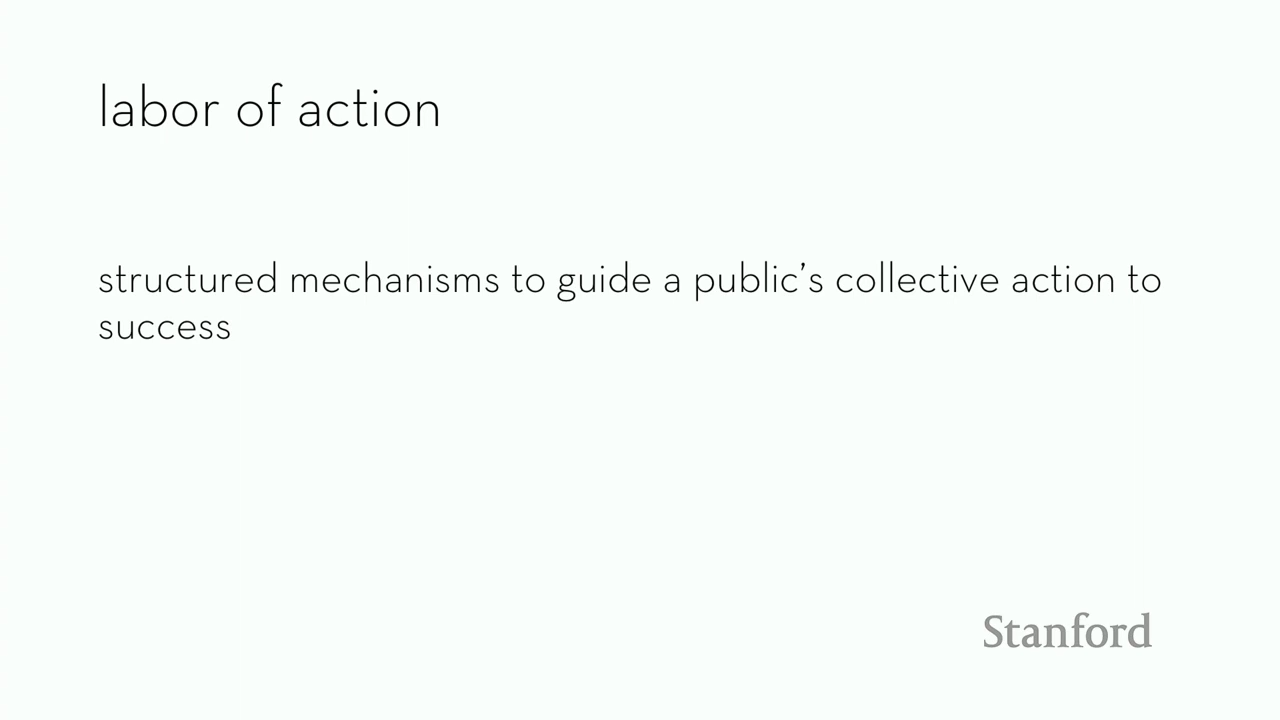 labor of action
structured mechanisms to guide a public’s collective action to
success
Stanford